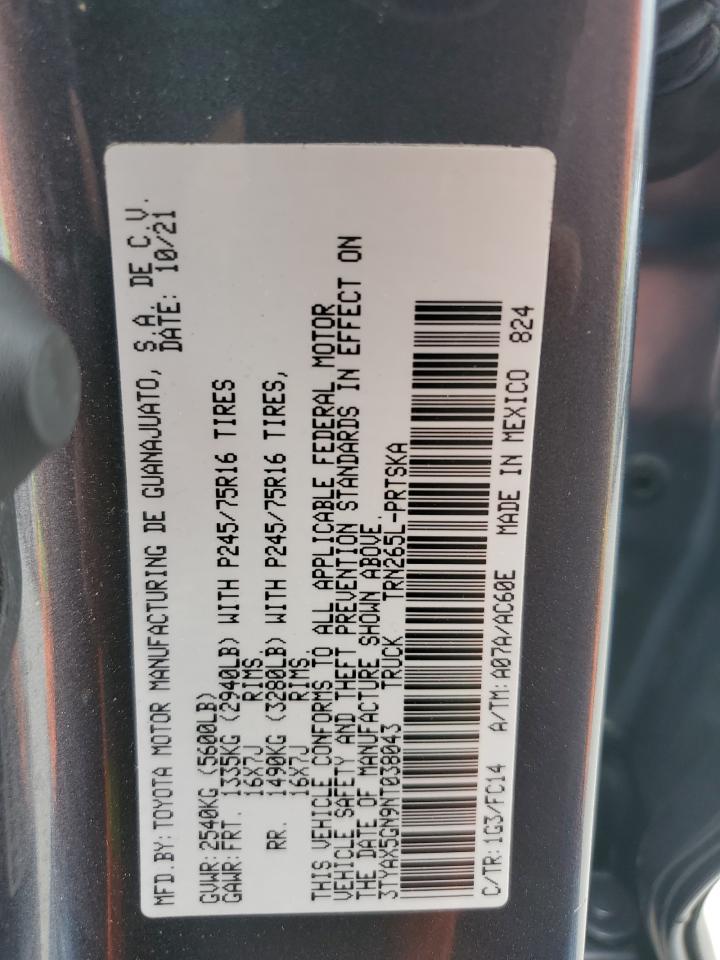 MFD.BY: TOYOTA MOTOR MANUFACTURING DE GUANAJUATO, S.A. DE C.V.
DATE: 10/21
GVWR: 2540KG (5600LB)
GAWR: FRT. 1335KG (2940LB) WITH P245/75R16 TIRES
16X7J RIMS.
RR. 1490KG (3280LB) WITH P245/75R16 TIRES,
16X7J RIMS.
THIS VEHICLE CONFORMS TO ALL APPLICABLE FEDERAL MOTOR
VEHICLE SAFETY AND THEFT PREVENTION STANDARDS IN EFFECT ON
THE DATE OF MANUFACTURE SHOWN ABOVE.
3TYAX5GN9NT038043 TRUCK TRN265L-PRTSKA
C/TR: 1G3/FC14 A/TM: A07A/AC60E MADE IN MEXICO 824